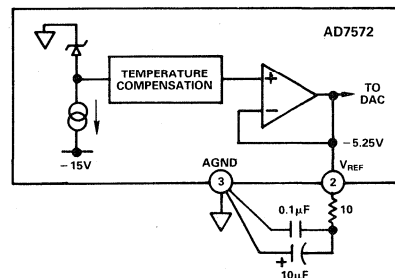 AD7572
TEMPERATURE
COMPENSATION
+
−
TO
DAC
−15V
−5.25V
AGND
VREF
3
2
0.1µF
10
+
10µF